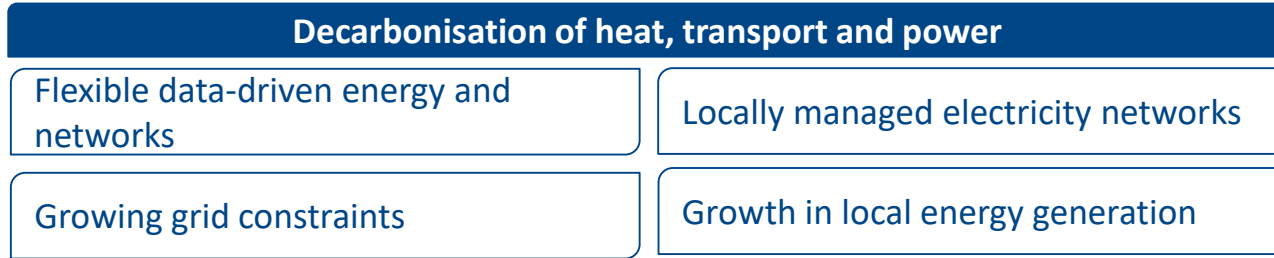 Decarbonisation of heat, transport and power
Flexible data-driven energy and
networks
Locally managed electricity networks
Growing grid constraints
Growth in local energy generation